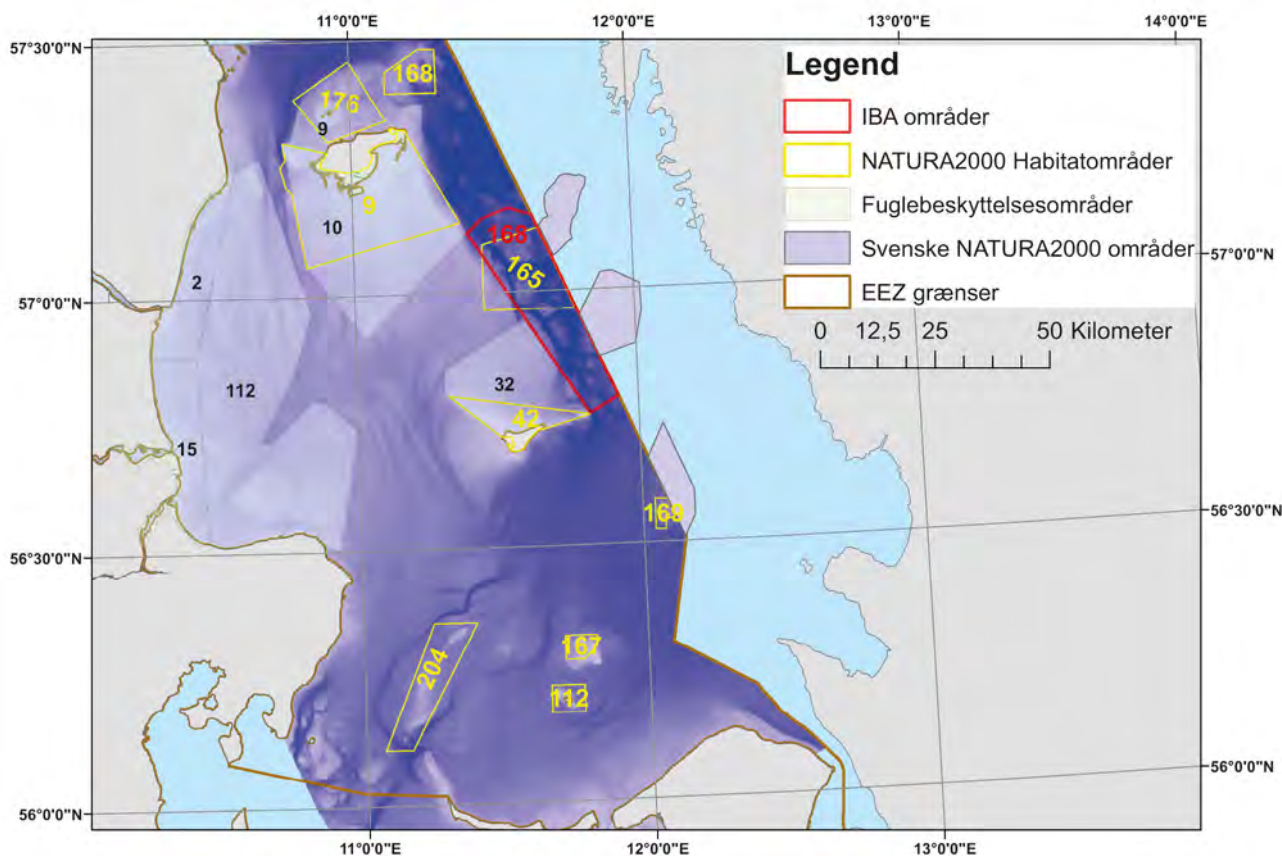 11°0'0"E 12°0'0"E 13°0'0"E 14°0'0"E
57°30'0"N
Legend
IBA områder
NATURA2000 Habitatområder
Fuglebeskyttelsesområder
Svenske NATURA2000 områder
EEZ grænser
0 12,5 25 50 Kilometer
168
176
9
9
10
168
165
2
57°0'0"N
57°0'0"N
32
112
42
15
169
56°30'0"N
56°30'0"N
167
204
112
56°0'0"N
56°0'0"N
11°0'0"E 12°0'0"E 13°0'0"E